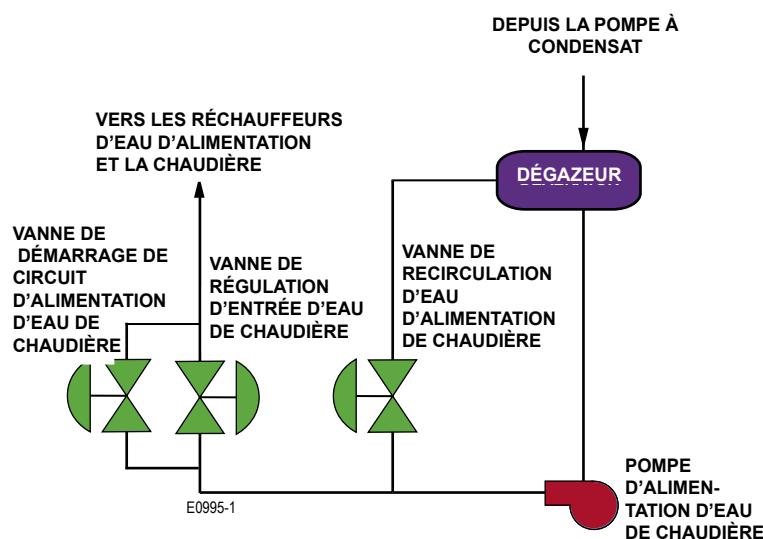 DEPUIS LA POMPE À
CONDENSAT
VERS LES RÉCHAUFFEURS
D'EAU D'ALIMENTATION
ET LA CHAUDIÈRE
DÉGAZEUR
VANNE DE
DÉMARRAGE DE
CIRCUIT
D'ALIMENTATION
D'EAU DE
CHAUDIÈRE
VANNE DE
RÉGULATION
D'ENTRÉE D'EAU
DE CHAUDIÈRE
VANNE DE
RECIRCULATION
D'EAU
D'ALIMENTATION
DE CHAUDIÈRE
E0995-1
POMPE
D'ALIMEN-
TATION D'EAU
DE CHAUDIÈRE